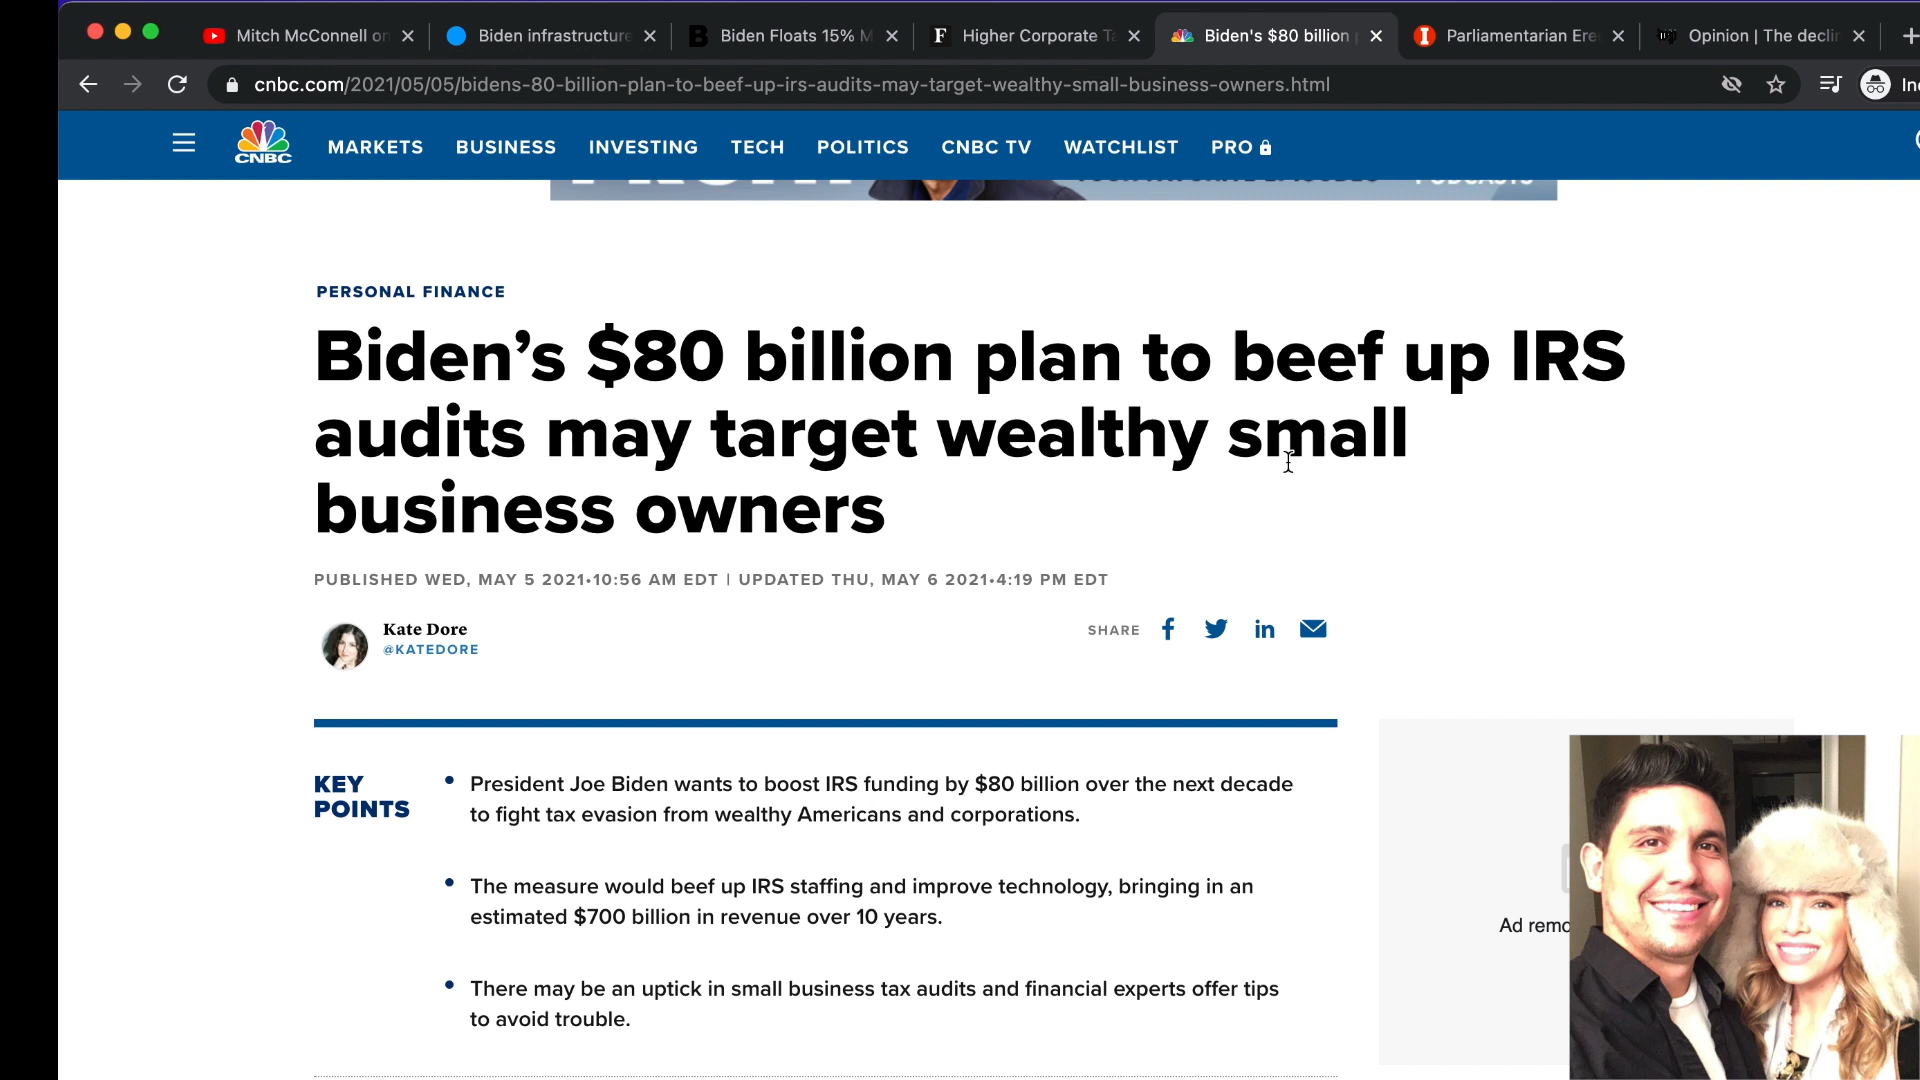 Mitch McConnell on
Biden infrastructure
Biden Floats 15% M
Higher Corporate Ta
Biden's $80 billion p
Parliamentarian Ere
Opinion | The declin
cnbc.com/2021/05/05/bidens-80-billion-plan-to-beef-up-irs-audits-may-target-wealthy-small-business-owners.html
CNBC
MARKETS BUSINESS INVESTING TECH POLITICS CNBC TV WATCHLIST PRO
PERSONAL FINANCE
Biden’s $80 billion plan to beef up IRS
audits may target wealthy small
business owners
PUBLISHED WED, MAY 5 2021•10:56 AM EDT | UPDATED THU, MAY 6 2021•4:19 PM EDT
Kate Dore
@KATEDORE
SHARE
KEY
POINTS
President Joe Biden wants to boost IRS funding by $80 billion over the next decade
to fight tax evasion from wealthy Americans and corporations.
The measure would beef up IRS staffing and improve technology, bringing in an
estimated $700 billion in revenue over 10 years.
There may be an uptick in small business tax audits and financial experts offer tips
to avoid trouble.
Ad remo